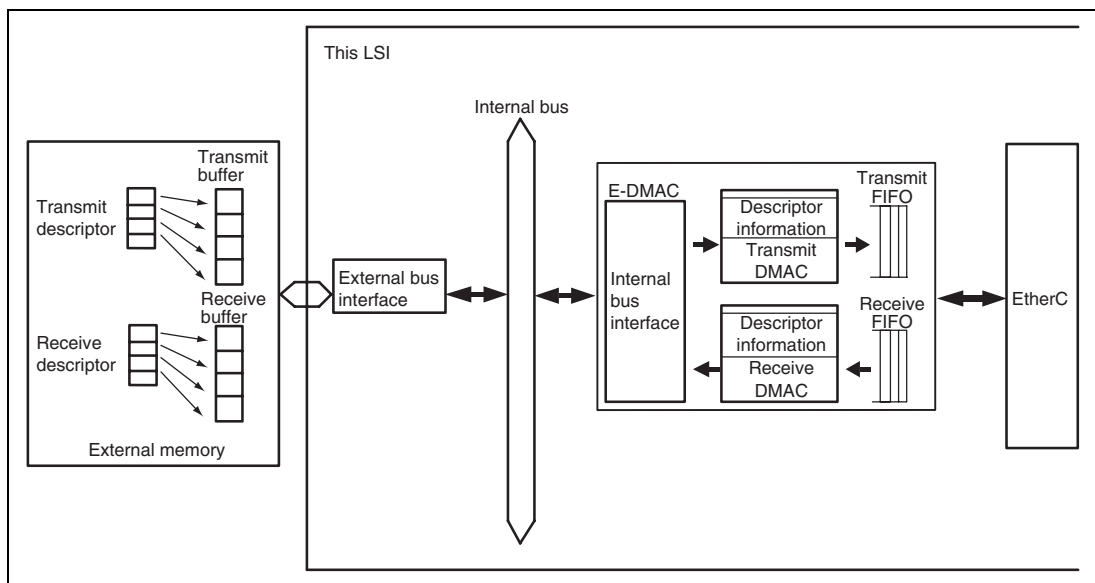 This LSI
Internal bus
Transmit
buffer
Transmit
descriptor
Receive
buffer
Receive
descriptor
External memory
External bus
interface
E-DMAC
Internal
bus
interface
Descriptor
information
Transmit
DMAC
Transmit
FIFO
Descriptor
information
Receive
DMAC
Receive
FIFO
EtherC